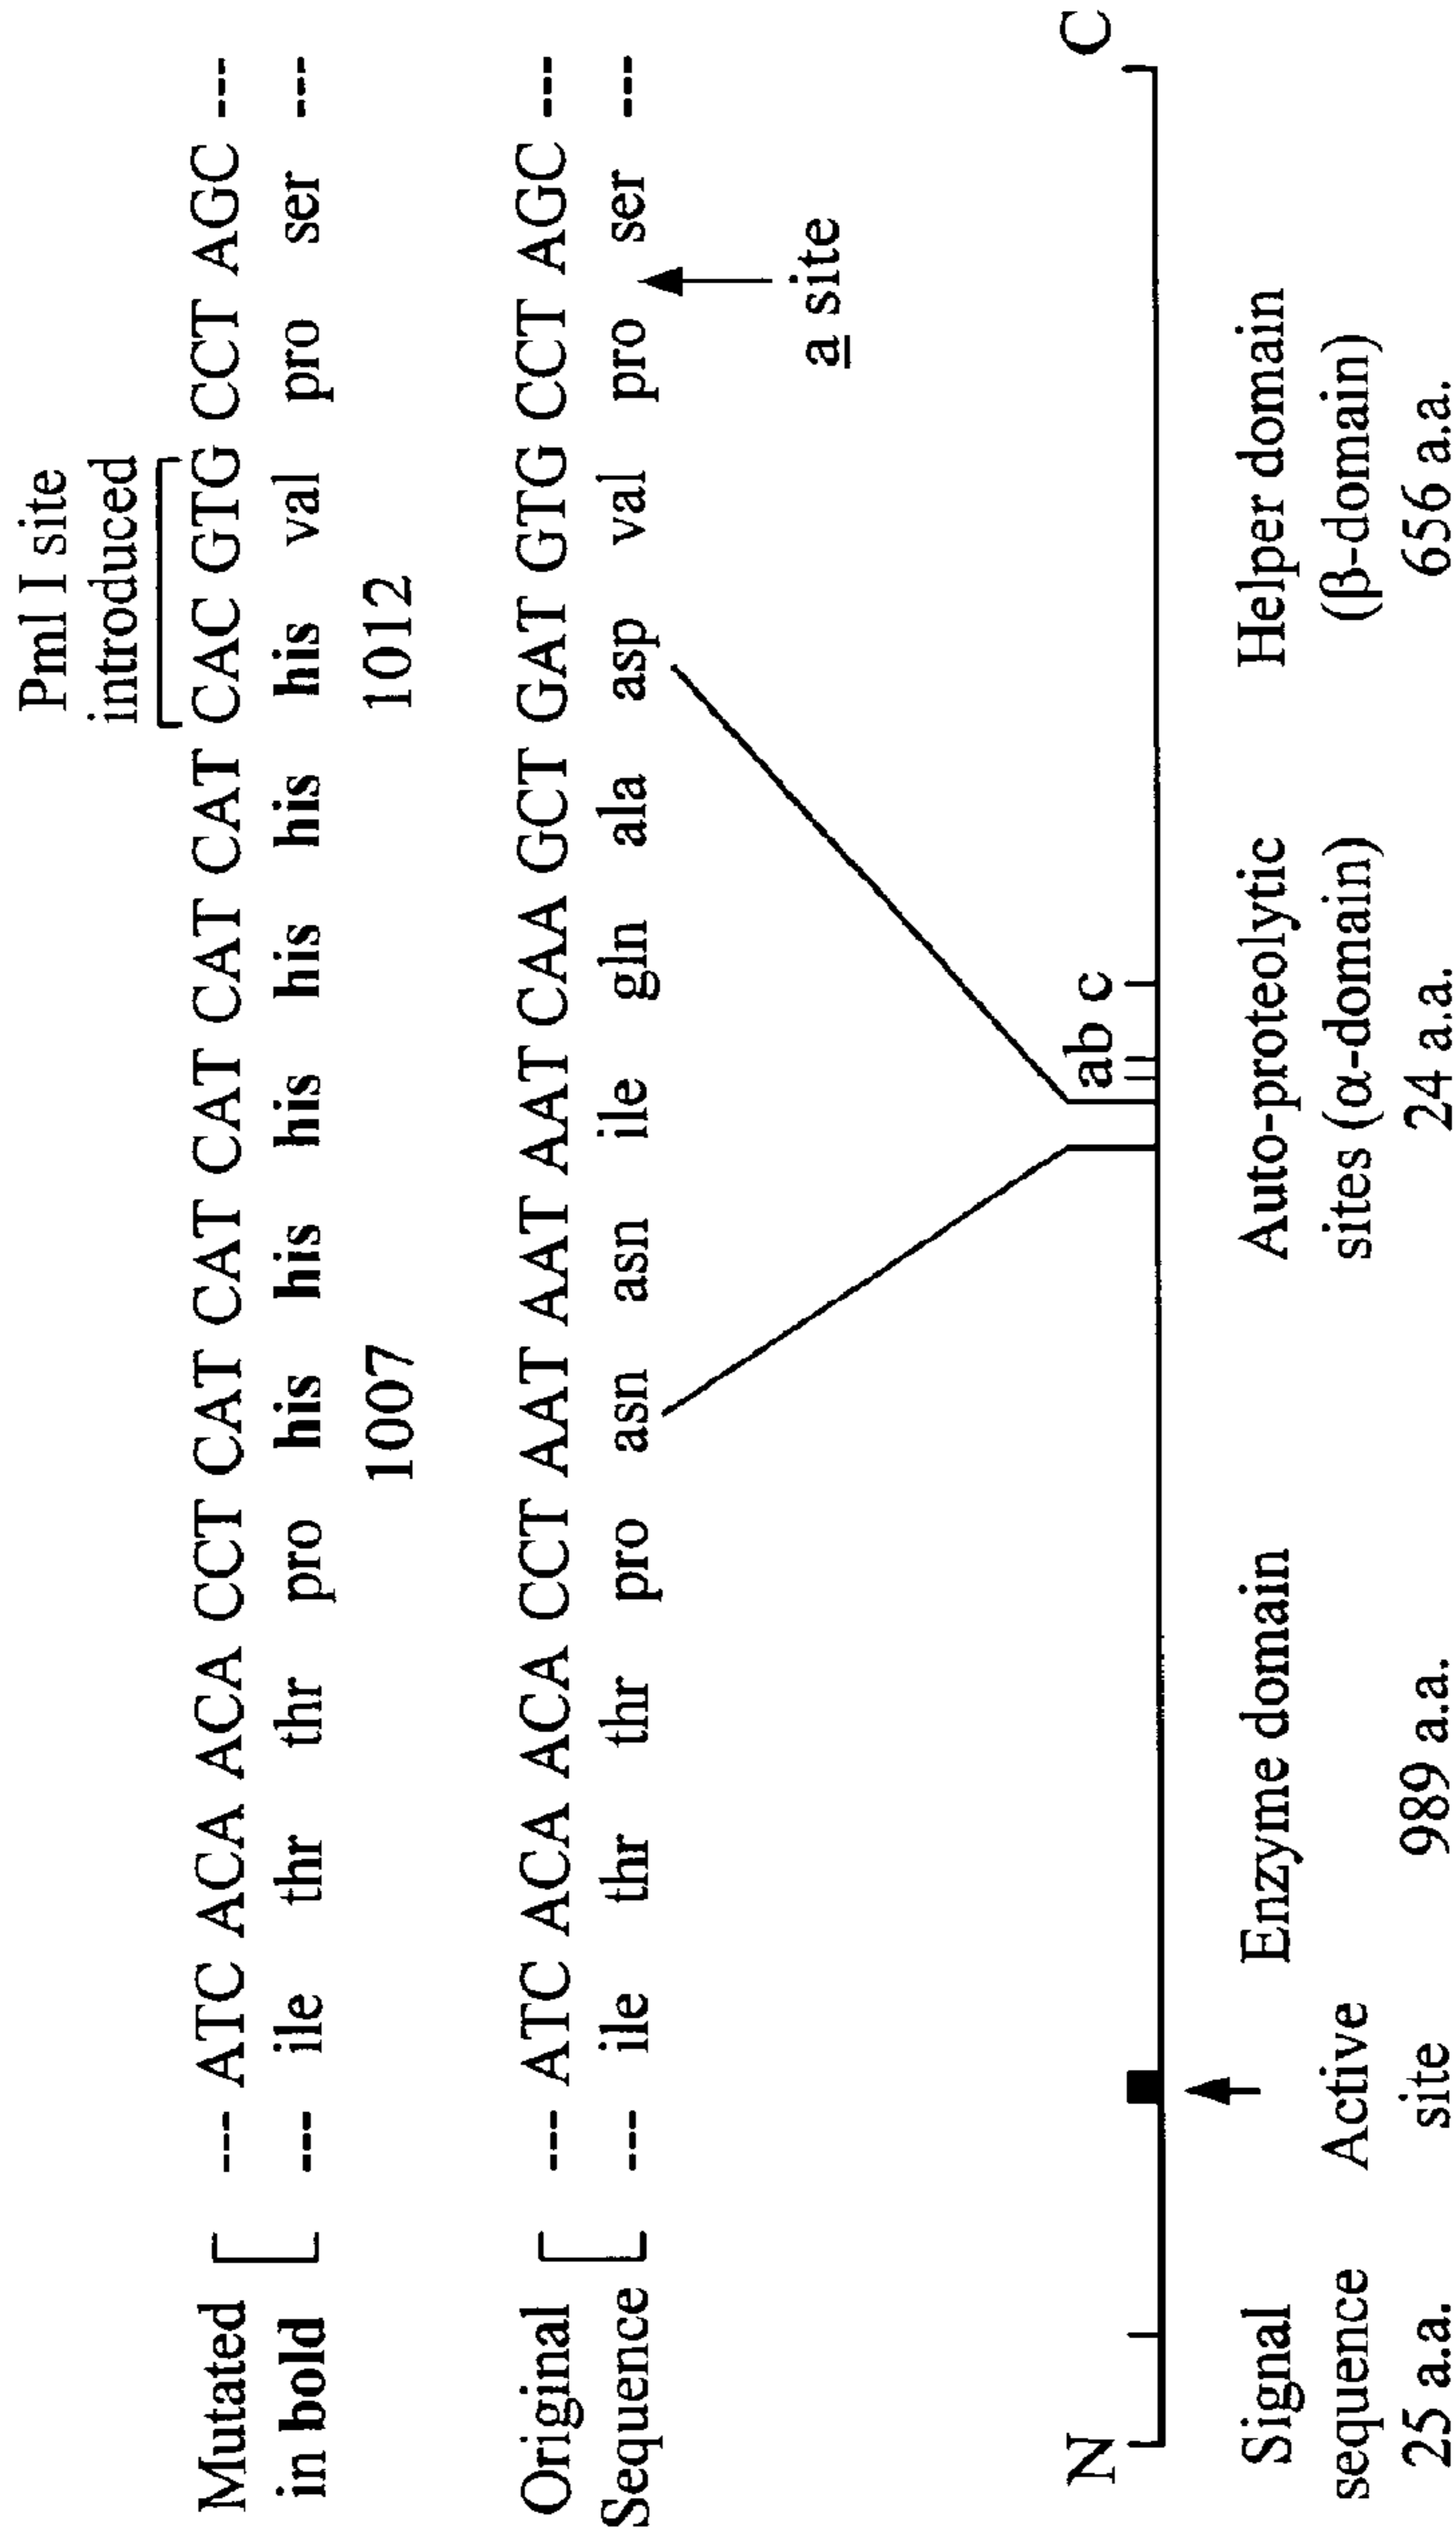 Pml I site
introduced
Mutated --- ATC ACA ACA CCT CAT CAT CAT CAT CAT CAC GTG CCT AGC ---
in bold --- ile thr thr pro his his his his his his val pro ser ---
1007 1012
Original --- ATC ACA ACA CCT AAT AAT AAT CAA GCT GAT GTG CCT AGC ---
Sequence --- ile thr thr pro asn asn ile gln ala asp val pro ser ---
a site
N a b c C
Signal Enzyme domain Auto-proteolytic Helper domain
sequence Active sites (α-domain) (β-domain)
25 a.a. site 989 a.a. 24 a.a. 656 a.a.